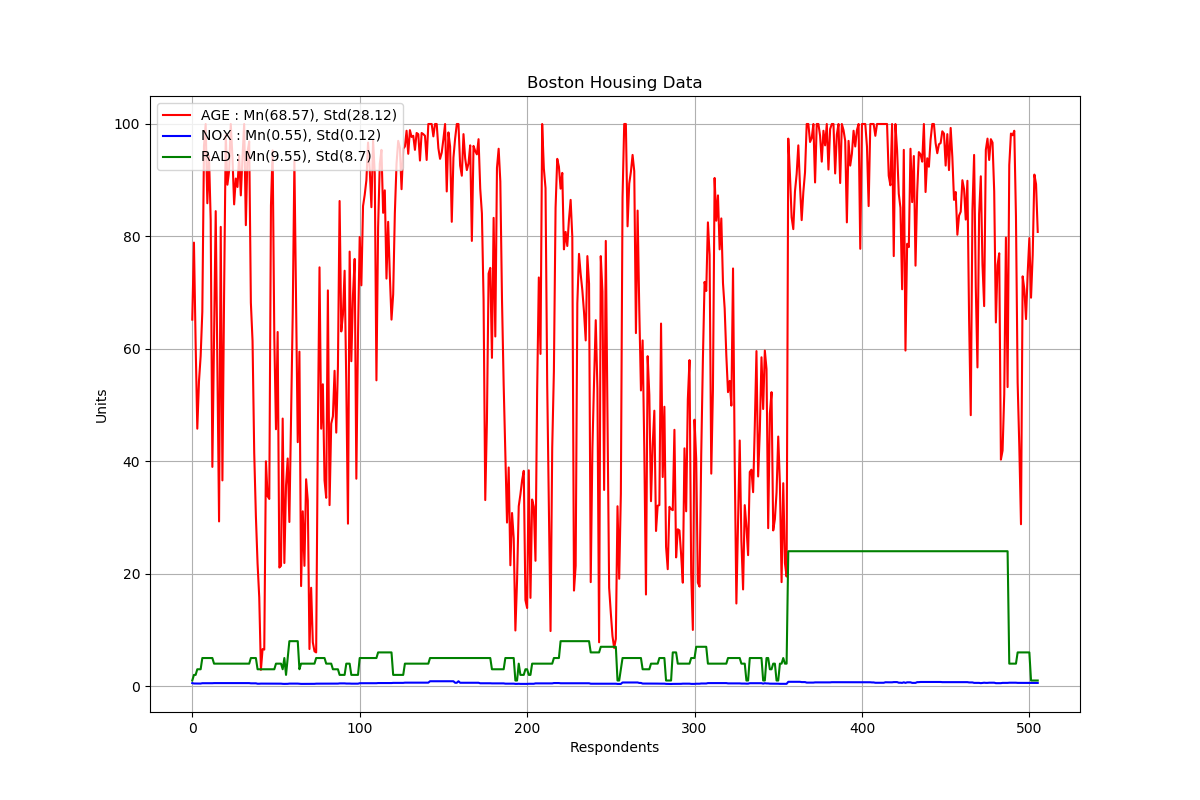 Boston Housing Data
AGE : Mn(68.57), Std(28.12)
NOX : Mn(0.55), Std(0.12)
RAD : Mn(9.55), Std(8.7)
100
80
60
40
20
0
Units
0 100 200 300 400 500
Respondents